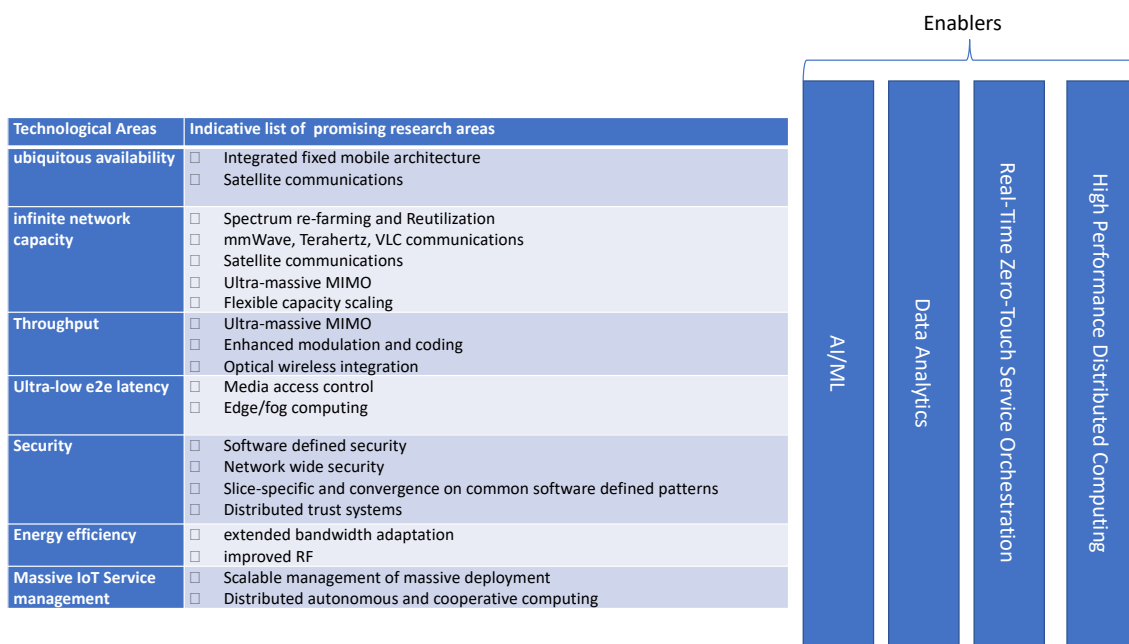 Enablers
Technological Areas
Indicative list of promising research areas
ubiquitous availability
Integrated fixed mobile architecture
Satellite communications
infinite network
capacity
Spectrum re-farming and Reutilization
mmWave, Terahertz, VLC communications
Satellite communications
Ultra-massive MIMO
Flexible capacity scaling
Throughput
Ultra-massive MIMO
Enhanced modulation and coding
Optical wireless integration
Ultra-low e2e latency
Media access control
Edge/fog computing
Security
Software defined security
Network wide security
Slice-specific and convergence on common software defined patterns
Distributed trust systems
Energy efficiency
extended bandwidth adaptation
improved RF
Massive IoT Service
management
Scalable management of massive deployment
Distributed autonomous and cooperative computing
AI/ML
Data Analytics
Real-Time Zero-Touch Service Orchestration
High Performance Distributed Computing